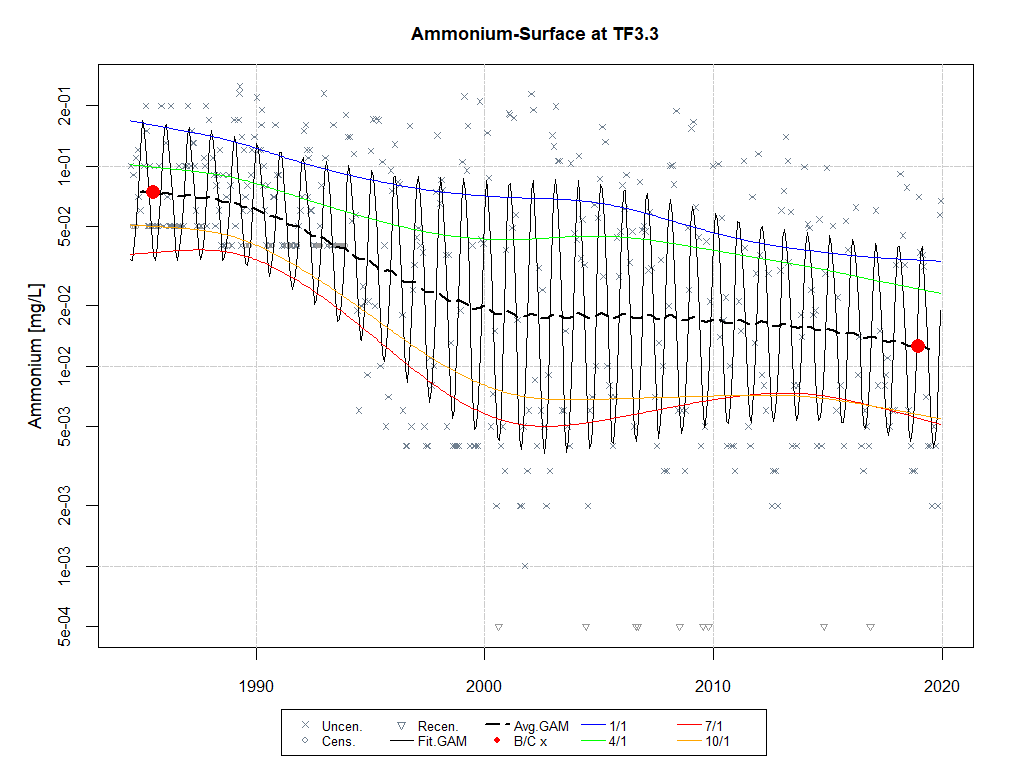 Ammonium-Surface at TF3.3
Ammonium [mg/L]
2e-01
1e-01
5e-02
2e-02
1e-02
5e-03
2e-03
1e-03
5e-04
1990 2000 2010 2020
Uncen. Recen. Avg.GAM 1/1 7/1
Cens. Fit.GAM B/C x 4/1 10/1